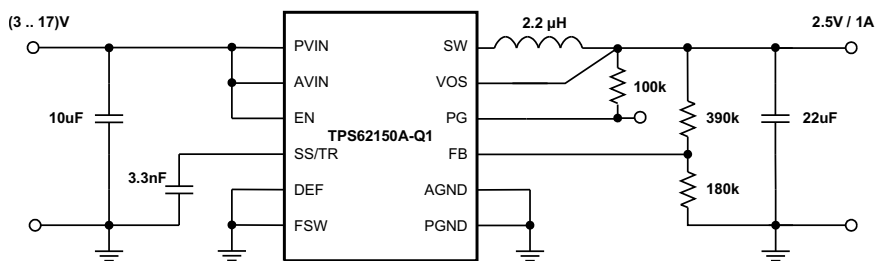 (3 .. 17)V
2.2 µH
2.5V / 1A
PVIN
SW
AVIN
VOS
100k
10uF
EN
PG
390k
22uF
TPS62150A-Q1
SS/TR
FB
3.3nF
DEF
AGND
180k
FSW
PGND